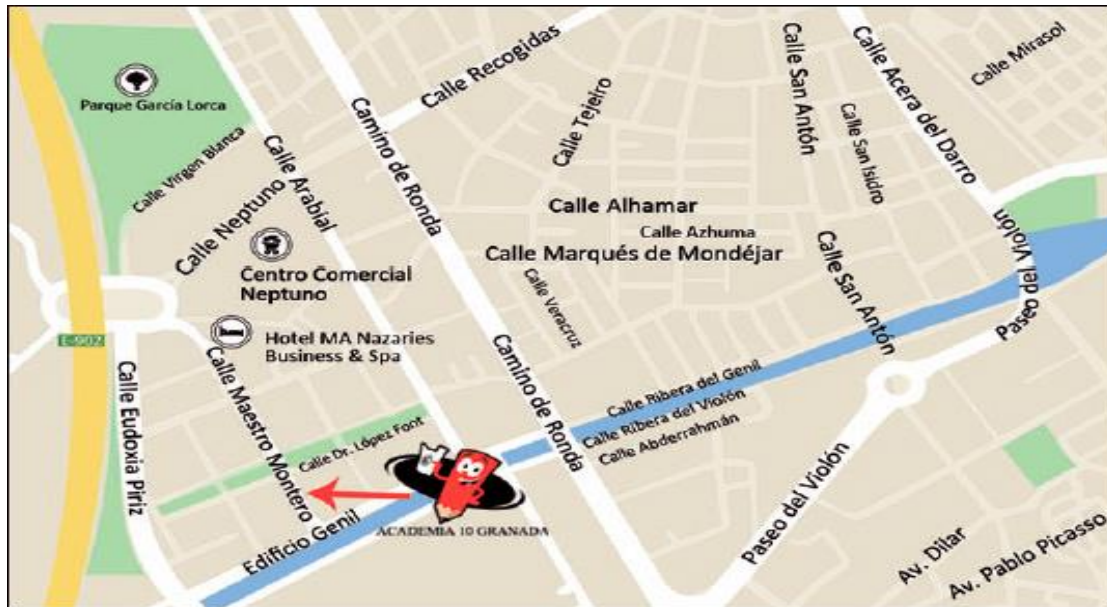 Parque García Lorca
Calle Virgen Blanca
Calle Neptuno
Calle Arabial
Camino de Ronda
Calle Recogidas
Calle Tejeiro
Calle San Antón
Calle San Isidro
Calle Acera del Darro
Calle Mirasol
Calle Alhamar
Calle Azhuma
Calle Marqués de Mondéjar
Calle Veracruz
Calle San Antón
Paseo del Violón
Centro Comercial
Neptuno
Hotel MA Nazaries
Business & Spa
E-902
Calle Eudoxia Piriz
Calle Maestro Montero
Calle Dr. López Font
Camino de Ronda
Calle Ribera del Genil
Calle Ribera del Violón
Calle Abderrahmán
Edificio Genil
ACADEMIA 10 GRANADA
Paseo del Violón
Av. Dílar
Av. Pablo Picasso